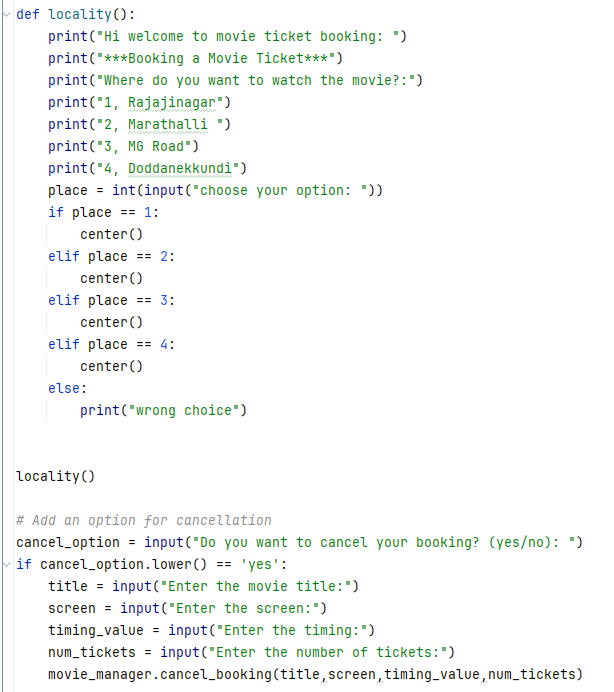 def locality():
    print("Hi welcome to movie ticket booking: ")
    print("***Booking a Movie Ticket***")
    print("Where do you want to watch the movie?:")
    print("1, Rajajinagar")
    print("2, Marathalli ")
    print("3, MG Road")
    print("4, Doddanekkundi")
    place = int(input("choose your option: "))
    if place == 1:
        center()
    elif place == 2:
        center()
    elif place == 3:
        center()
    elif place == 4:
        center()
    else:
        print("wrong choice")
locality()
# Add an option for cancellation
cancel_option = input("Do you want to cancel your booking? (yes/no): ")
if cancel_option.lower() == 'yes':
    title = input("Enter the movie title:")
    screen = input("Enter the screen:")
    timing_value = input("Enter the timing:")
    num_tickets = input("Enter the number of tickets:")
    movie_manager.cancel_booking(title,screen,timing_value,num_tickets)